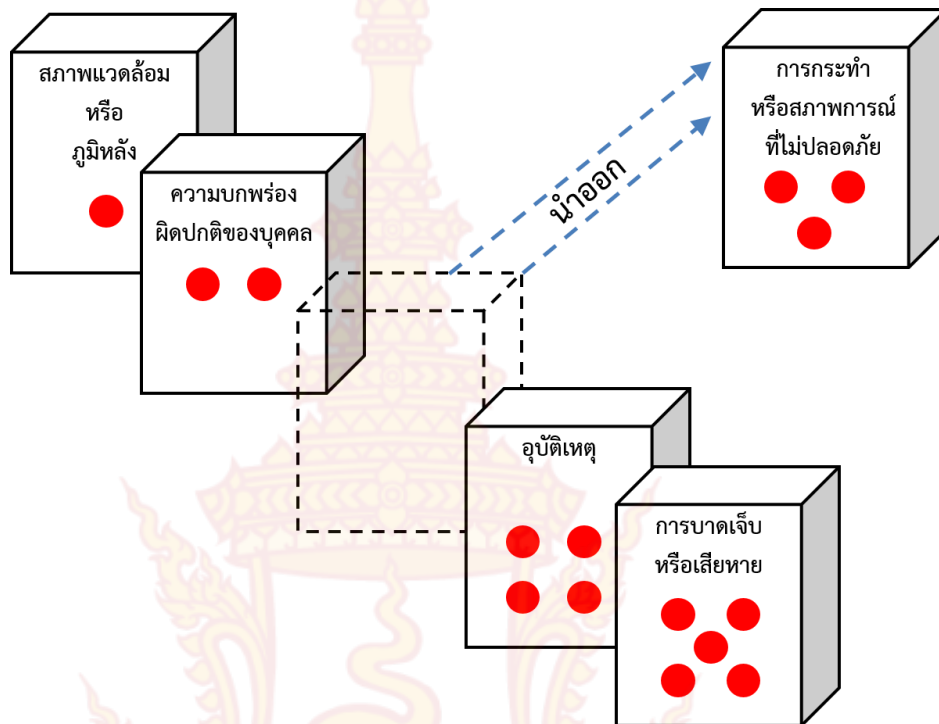 สภาพแวดล้อม
หรือ
ภูมิหลัง
ความบกพร่อง
ผิดปกติของบุคคล
นำออก
การกระทำ
หรือสภาพการณ์
ที่ไม่ปลอดภัย
อุบัติเหตุ
การบาดเจ็บ
หรือเสียหาย